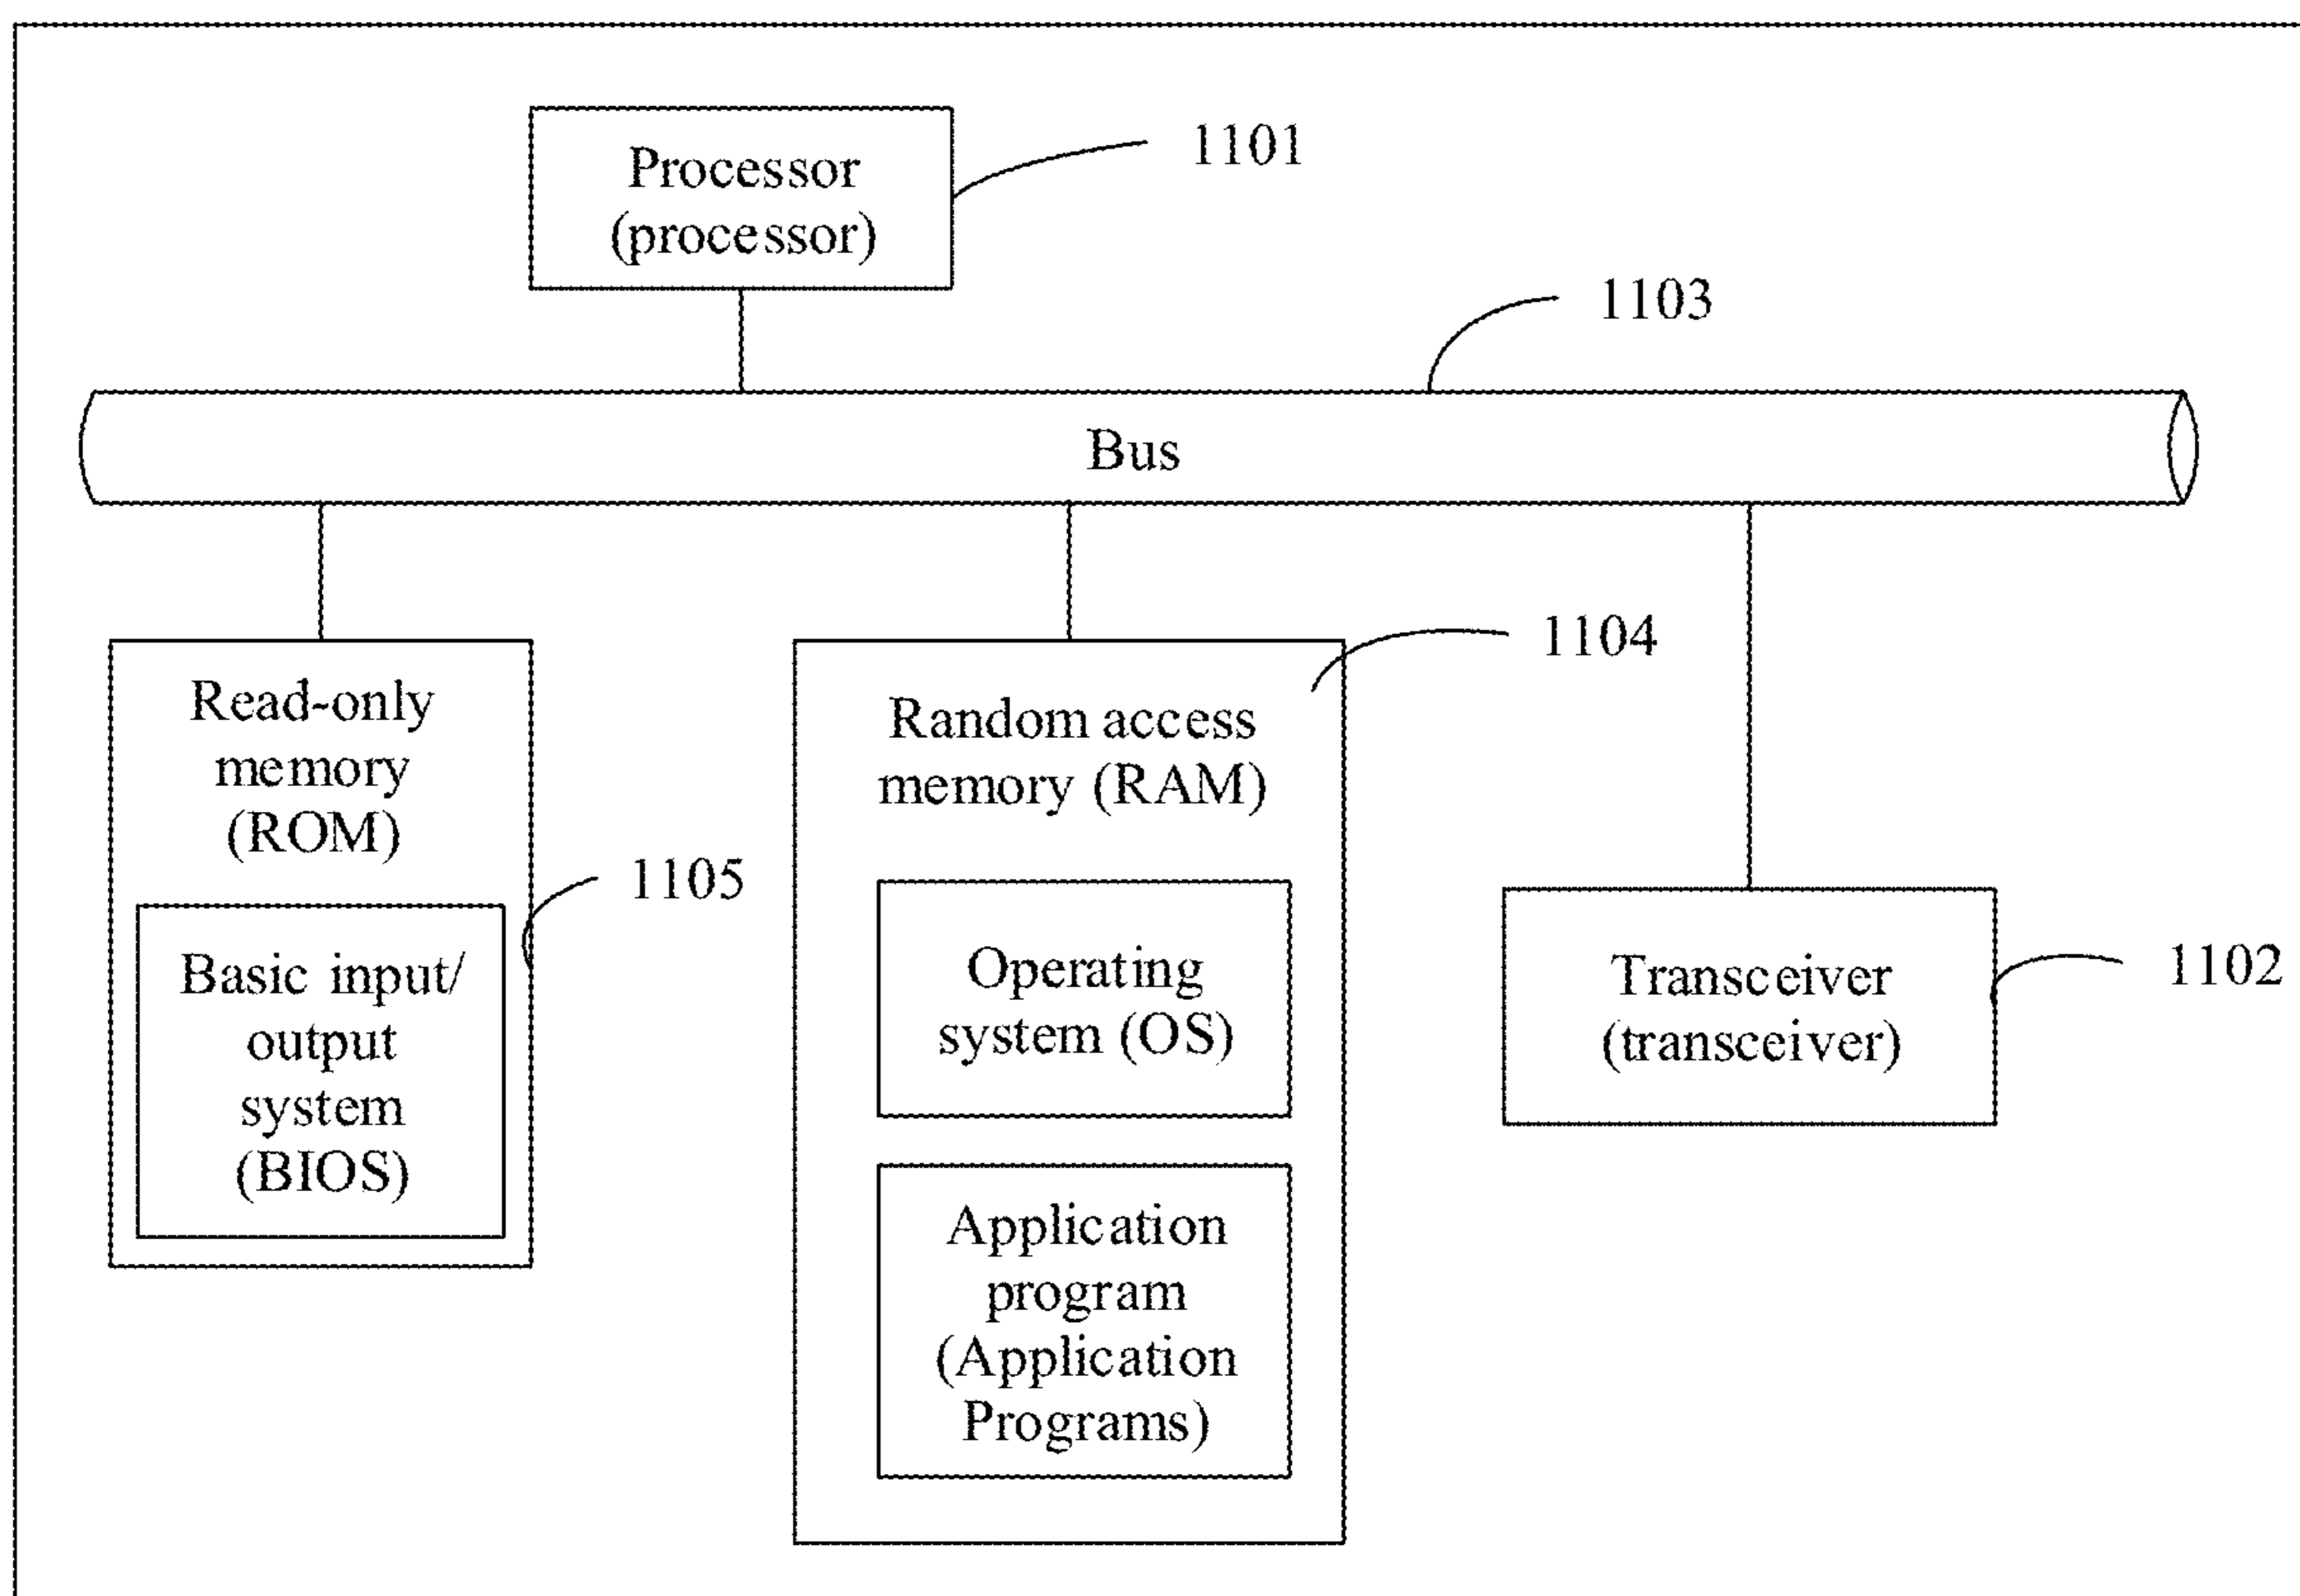 Processor
(processor)
1101
1103
Bus
Read-only
memory
(ROM)
1105
Basic input/
output
system
(BIOS)
1104
Random access
memory (RAM)
Operating
system (OS)
Application
program
(Application
Programs)
Transceiver
(transceiver)
1102